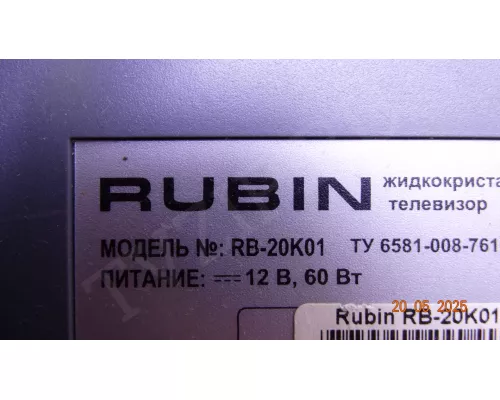 RUBIN
жидкокриста
телевизор
МОДЕЛЬ №: RB-20K01 ТУ 6581-008-761
ПИТАНИЕ: ⎓ 12 В, 60 Вт
20 05 2025
Rubin RB-20K01